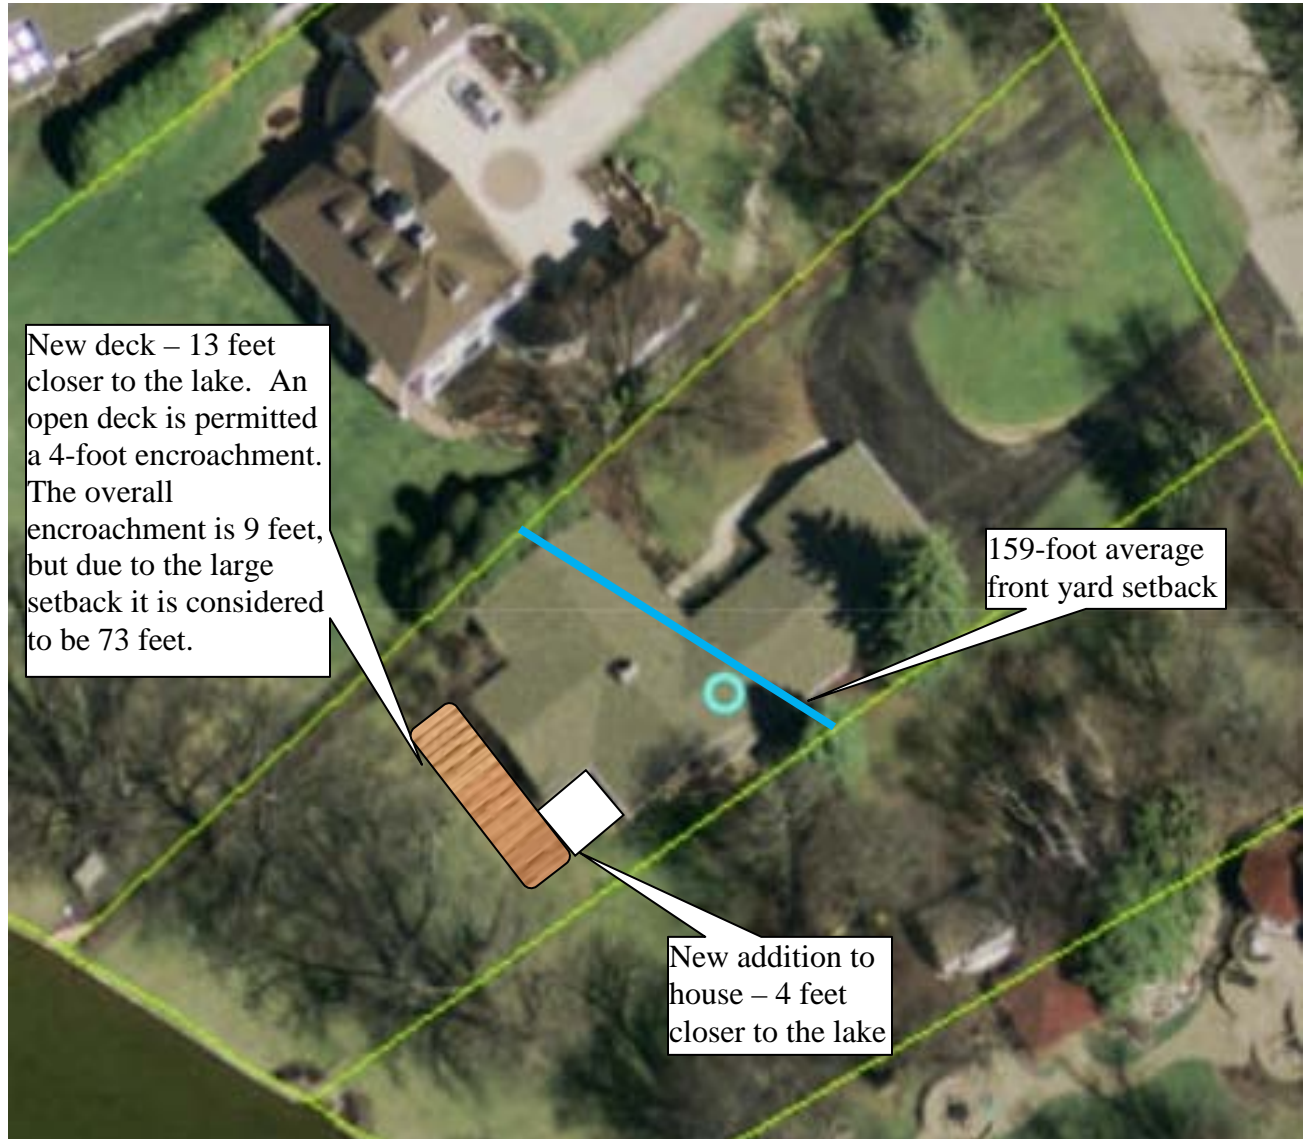 New deck – 13 feet
closer to the lake.  An
open deck is permitted
a 4-foot encroachment.
The overall
encroachment is 9 feet,
but due to the large
setback it is considered
to be 73 feet.
159-foot average
front yard setback
New addition to
house – 4 feet
closer to the lake